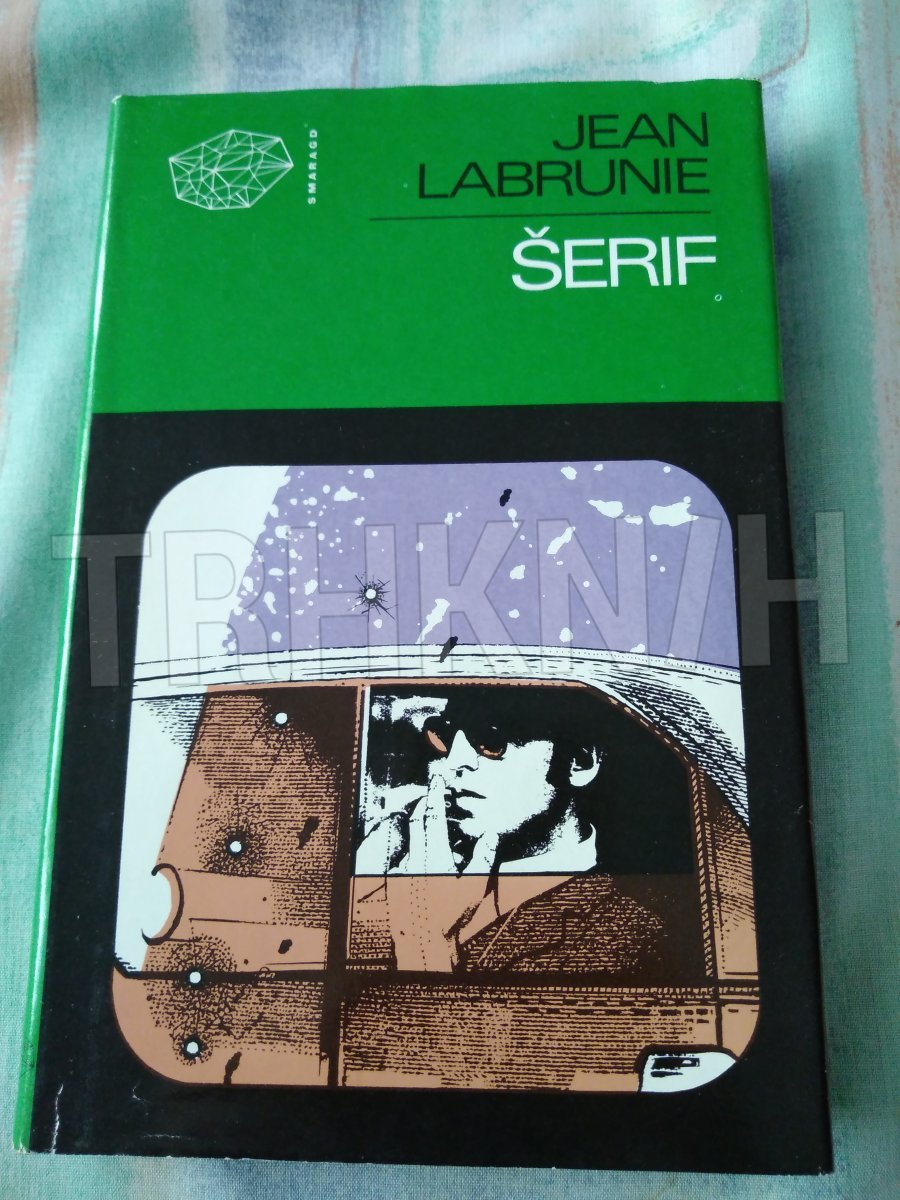 SMARAGD
JEAN
LABRUNIE
ŠERIF
TRHKNIH